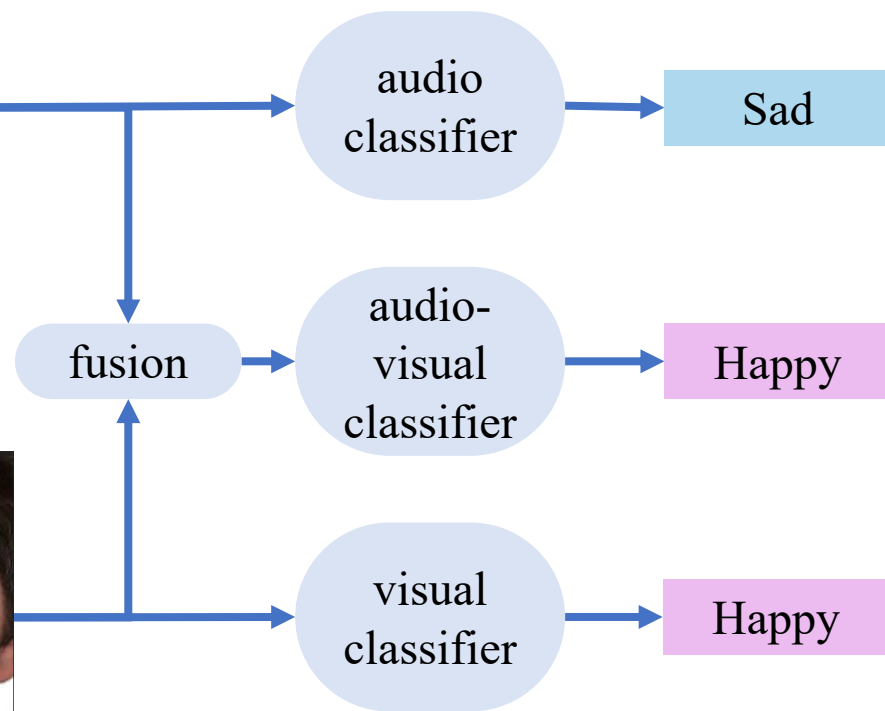 audio
classifier
Sad
fusion
audio-
visual
classifier
Happy
visual
classifier
Happy